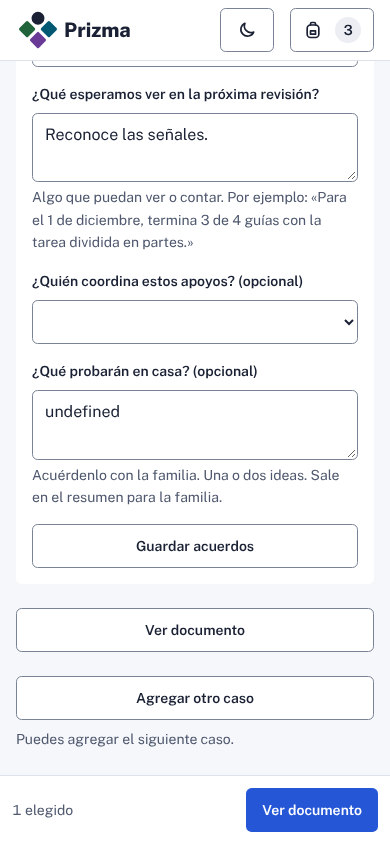 Prizma
3
¿Qué esperamos ver en la próxima revisión?
Reconoce las señales.
Algo que puedan ver o contar. Por ejemplo: «Para
el 1 de diciembre, termina 3 de 4 guías con la
tarea dividida en partes.»
¿Quién coordina estos apoyos? (opcional)
¿Qué probarán en casa? (opcional)
undefined
Acuérdenlo con la familia. Una o dos ideas. Sale
en el resumen para la familia.
Guardar acuerdos
Ver documento
Agregar otro caso
Puedes agregar el siguiente caso.
1 elegido
Ver documento